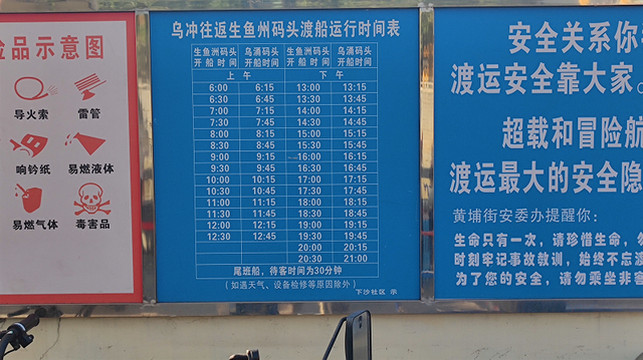 险品示意图
导火索 雷管
响钤纸 易燃液体
易燃气体 毒害品
乌冲往返生鱼州码头渡船运行时间表
生鱼洲码头 乌涌码头 生鱼洲码头 乌涌码头
开船时间 开船时间 开船时间 开船时间
上午 下午
6:00 6:15 13:00 13:15
6:30 6:45 13:30 13:45
7:00 7:15 14:00 14:15
7:30 7:45 14:30 14:45
8:00 8:15 15:00 15:15
8:30 8:45 15:30 15:45
9:00 9:15 16:00 16:15
9:30 9:45 16:30 16:45
10:00 10:15 17:00 17:15
10:30 10:45 17:30 17:45
11:00 11:15 18:00 18:15
11:30 11:45 18:30 18:45
12:00 12:15 19:00 19:15
12:30 12:45 19:30 19:45
20:00 20:15
20:30 21:00
尾班船，待客时间为30分钟
（如遇天气、设备检修等原因除外）
下沙社区 示
安全关系你
渡运安全靠大家。
超载和冒险航
渡运最大的安全隐
黄埔街安委办提醒你：
生命只有一次，请珍惜生命，
时刻牢记事故教训，始终不忘
为了您的安全，请勿乘坐非客